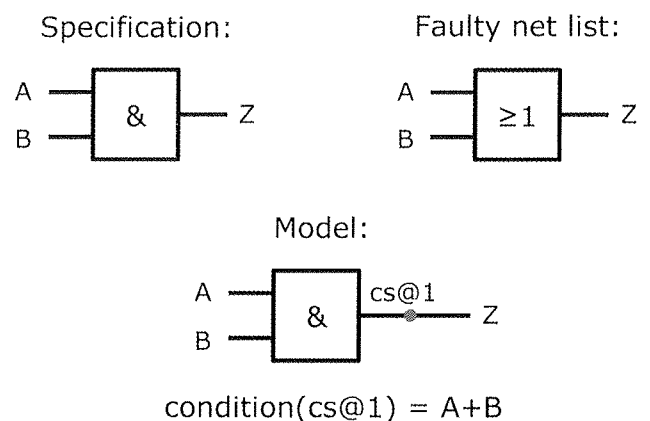 Specification:
Faulty net list:
A
B
&
Z
A
B
≥1
Z
Model:
A
B
&
cs@1
Z
condition(cs@1) = A+B